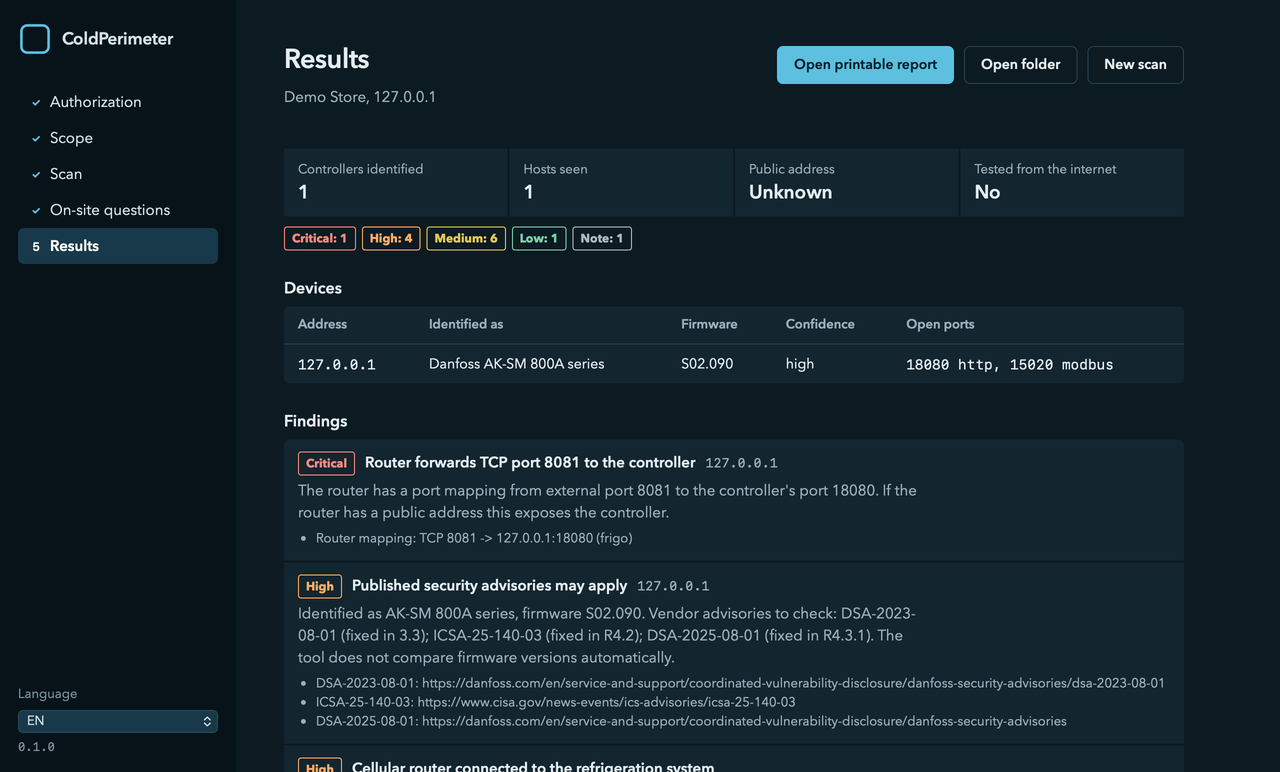 ColdPerimeter
Authorization
Scope
Scan
On-site questions
5 Results
Language
EN
0.1.0
Results
Demo Store, 127.0.0.1
Open printable report
Open folder
New scan
Controllers identified
1
Hosts seen
1
Public address
Unknown
Tested from the internet
No
Critical: 1
High: 4
Medium: 6
Low: 1
Note: 1
Devices
Address Identified as Firmware Confidence Open ports
127.0.0.1 Danfoss AK-SM 800A series S02.090 high 18080 http, 15020 modbus
Findings
Critical Router forwards TCP port 8081 to the controller 127.0.0.1
The router has a port mapping from external port 8081 to the controller's port 18080. If the
router has a public address this exposes the controller.
• Router mapping: TCP 8081 -> 127.0.0.1:18080 (frigo)
High Published security advisories may apply 127.0.0.1
Identified as AK-SM 800A series, firmware S02.090. Vendor advisories to check: DSA-2023-
08-01 (fixed in 3.3); ICSA-25-140-03 (fixed in R4.2); DSA-2025-08-01 (fixed in R4.3.1). The
tool does not compare firmware versions automatically.
• DSA-2023-08-01: https://danfoss.com/en/service-and-support/coordinated-vulnerability-disclosure/danfoss-security-advisories/dsa-2023-08-01
• ICSA-25-140-03: https://www.cisa.gov/news-events/ics-advisories/icsa-25-140-03
• DSA-2025-08-01: https://danfoss.com/en/service-and-support/coordinated-vulnerability-disclosure/danfoss-security-advisories
High Cellular router connected to the refrigeration system